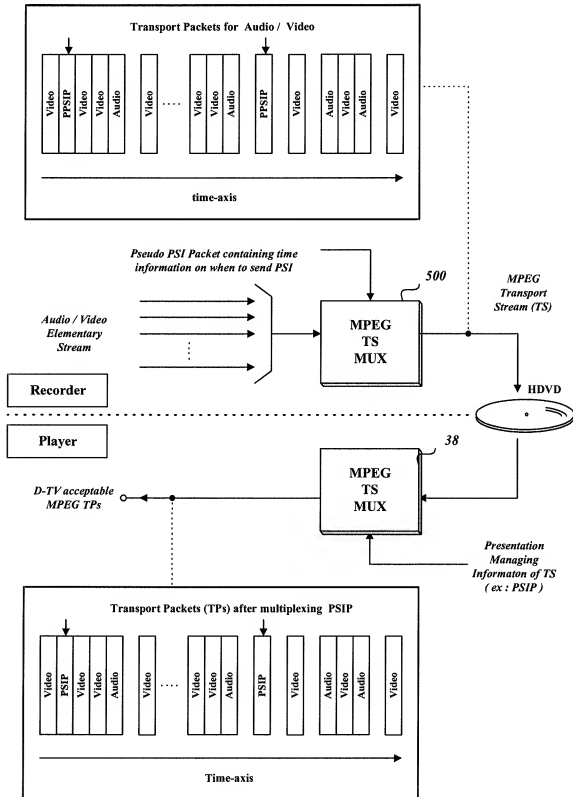 Transport Packets for Audio / Video
Video
PPSIP
Video
Video
Audio
Video
Video
Video
Audio
PPSIP
Video
Audio
Video
Audio
Video
time-axis
Pseudo PSI Packet containing time
information on when to send PSI
500
MPEG
Transport
Stream (TS)
Audio / Video
Elementary
Stream
MPEG
TS
MUX
Recorder
HDVD
Player
38
D-TV acceptable
MPEG TPs
MPEG
TS
MUX
Presentation
Managing
Informaton of TS
( ex : PSIP )
Transport Packets (TPs) after multiplexing PSIP
Video
PSIP
Video
Video
Audio
Video
Video
Video
Audio
PSIP
Video
Audio
Video
Audio
Video
Time-axis